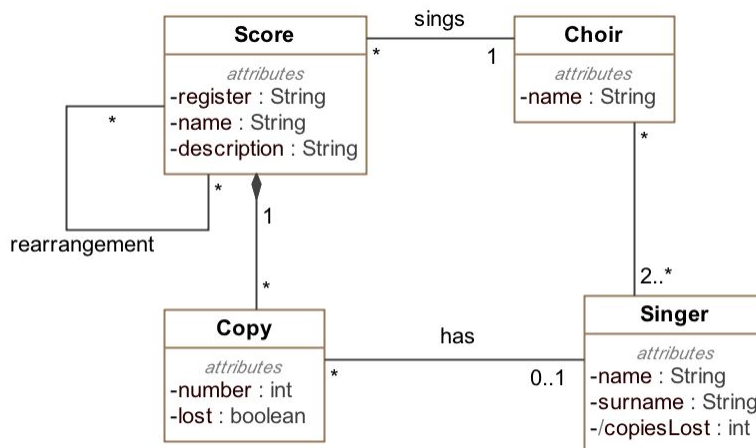 sings
Score
Choir
attributes
-register : String
-name : String
-description : String
*
1
attributes
-name : String
*
*
*
rearrangement
1
*
2..*
Copy
attributes
-number : int
-lost : boolean
has
*
0..1
Singer
attributes
-name : String
-surname : String
-/copiesLost : int